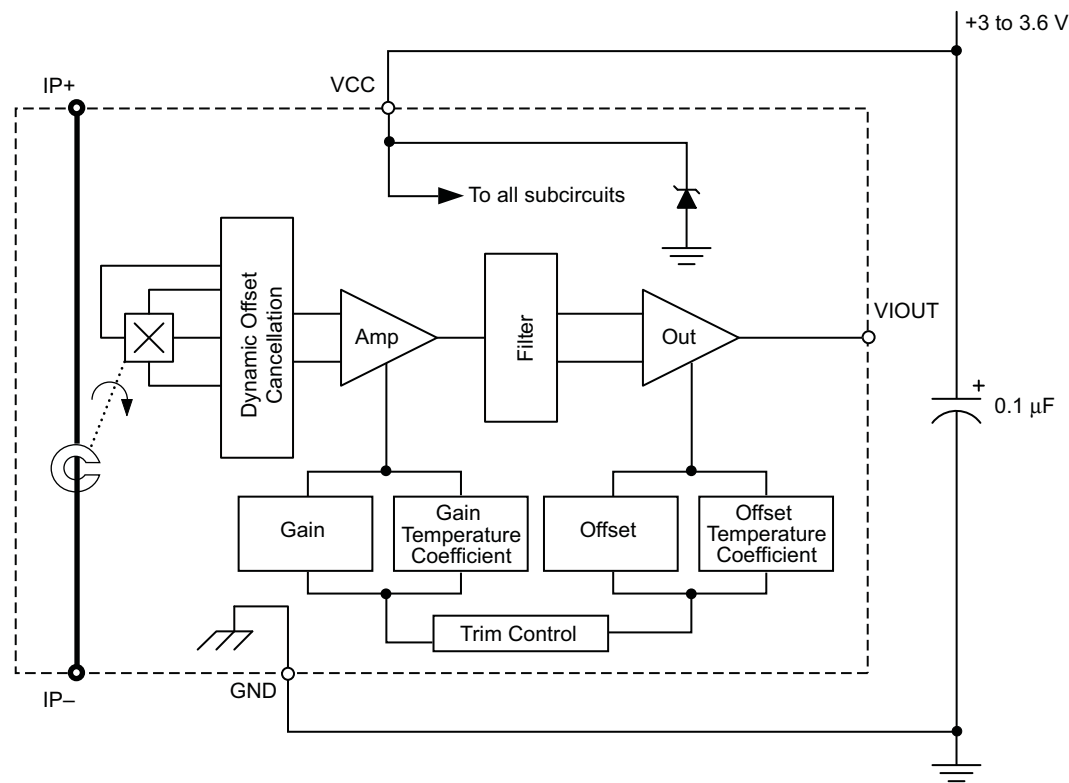 +3 to 3.6 V
IP+
VCC
To all subcircuits
Dynamic Offset
Cancellation
Amp
Filter
Out
VIOUT
+
0.1 µF
Gain
Gain
Temperature
Coefficient
Offset
Offset
Temperature
Coefficient
Trim Control
GND
IP–